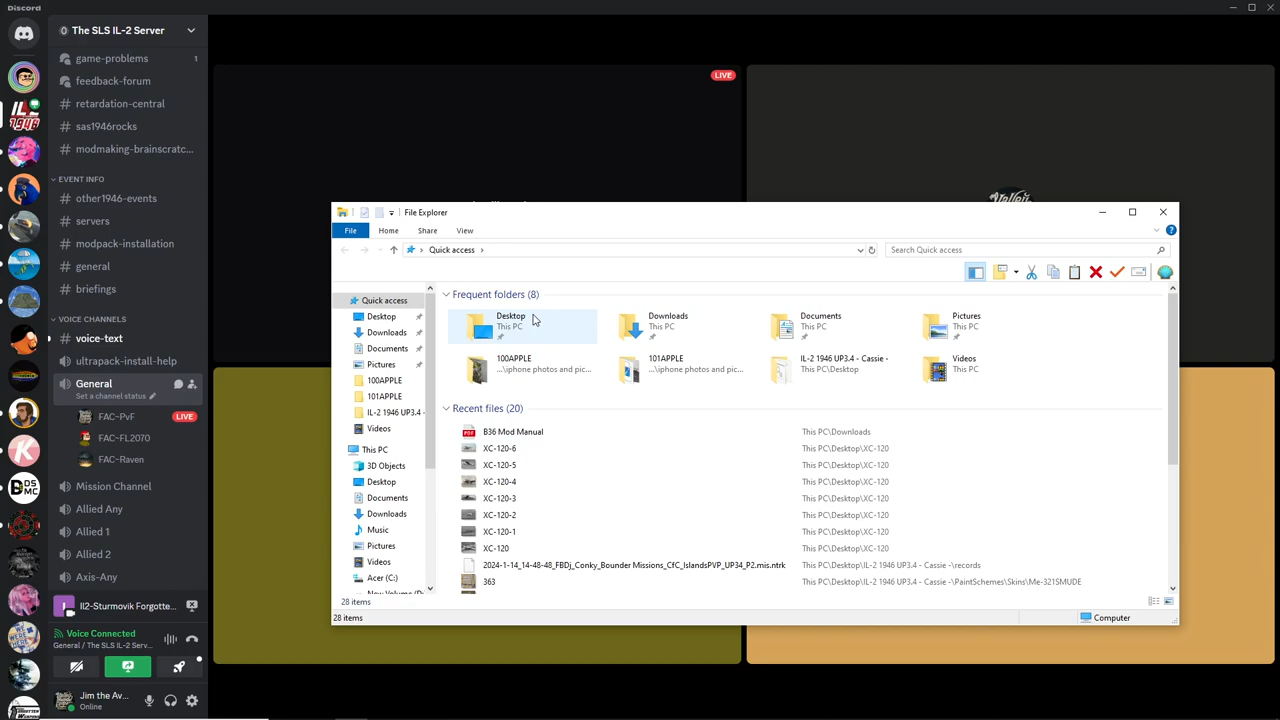 Discord
The SLS IL-2 Server
game-problems
1
feedback-forum
retardation-central
sas1946rocks
modmaking-brainscratc...
EVENT INFO
other1946-events
servers
modpack-installation
general
briefings
VOICE CHANNELS
voice-text
ultrapack-install-help
General
Set a channel status
FAC-PvF
LIVE
FAC-FL2070
FAC-Raven
Mission Channel
Allied Any
Allied 1
Allied 2
Axis-Any
Il2-Sturmovik Forgotte...
Voice Connected
General / The SLS IL-2 Serv...
Jim the Av...
Online
LIVE
Valley
File Explorer
File
Home
Share
View
Quick access
Search Quick access
Quick access
Desktop
Downloads
Documents
Pictures
100APPLE
101APPLE
IL-2 1946 UP3.4 -
Videos
This PC
3D Objects
Desktop
Documents
Downloads
Music
Pictures
Videos
Acer (C:)
Frequent folders (8)
Desktop
This PC
Downloads
This PC
Documents
This PC
Pictures
This PC
100APPLE
...\iphone photos and pic...
101APPLE
...\iphone photos and pic...
IL-2 1946 UP3.4 - Cassie -
This PC\Desktop
Videos
This PC
Recent files (20)
B36 Mod Manual This PC\Downloads
XC-120-6 This PC\Desktop\XC-120
XC-120-5 This PC\Desktop\XC-120
XC-120-4 This PC\Desktop\XC-120
XC-120-3 This PC\Desktop\XC-120
XC-120-2 This PC\Desktop\XC-120
XC-120-1 This PC\Desktop\XC-120
XC-120 This PC\Desktop\XC-120
2024-1-14_14-48-48_FBDj_Conky_Bounder Missions_CfC_IslandsPVP_UP34_P2.mis.ntrk This PC\Desktop\IL-2 1946 UP3.4 - Cassie -\records
363 This PC\Desktop\IL-2 1946 UP3.4 - Cassie -\PaintSchemes\Skins\Me-321SMUDE
28 items
28 items
Computer